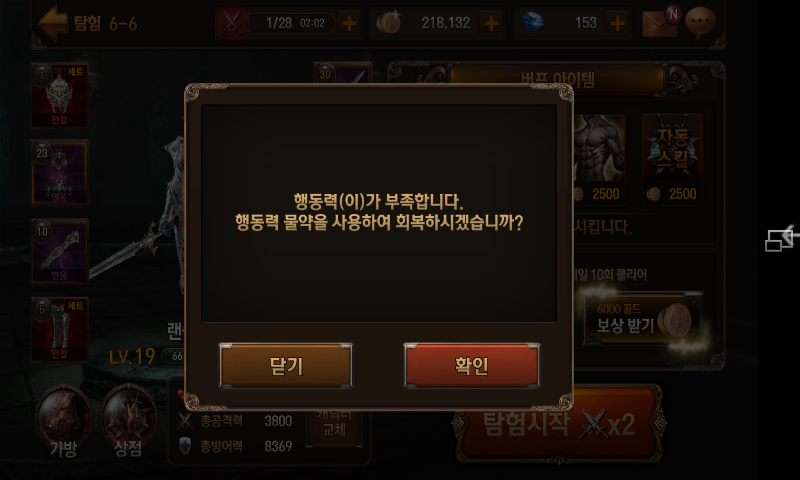 탐험 6-6
1/28 02:02
218,132
153
N
1 세트
전설
30
버프 아이템
23
영웅
자동
스킬
2500
2500
10
영웅
시킵니다.
행동력(이)가 부족합니다.
행동력 물약을 사용하여 회복하시겠습니까?
일 10회 클리어
5 세트
전설
6000 골드
보상 받기
랜
LV.19
66
닫기
확인
가방
상점
총공격력 3800
총방어력 8369
캐릭터
교체
탐험시작 x2